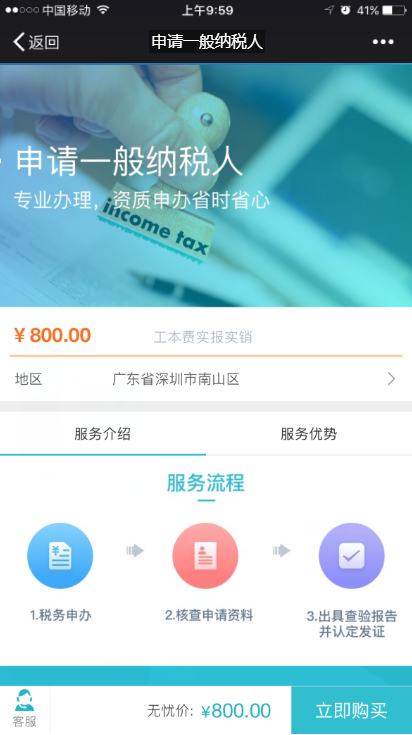 中国移动 上午9:59 41%
返回 申请一般纳税人
申请一般纳税人
专业办理，资质申办省时省心
income tax
¥ 800.00 工本费实报实销
地区 广东省深圳市南山区
服务介绍 服务优势
服务流程
1.税务申办 2.核查申请资料 3.出具查验报告
并认定发证
客服 无忧价: ¥800.00 立即购买